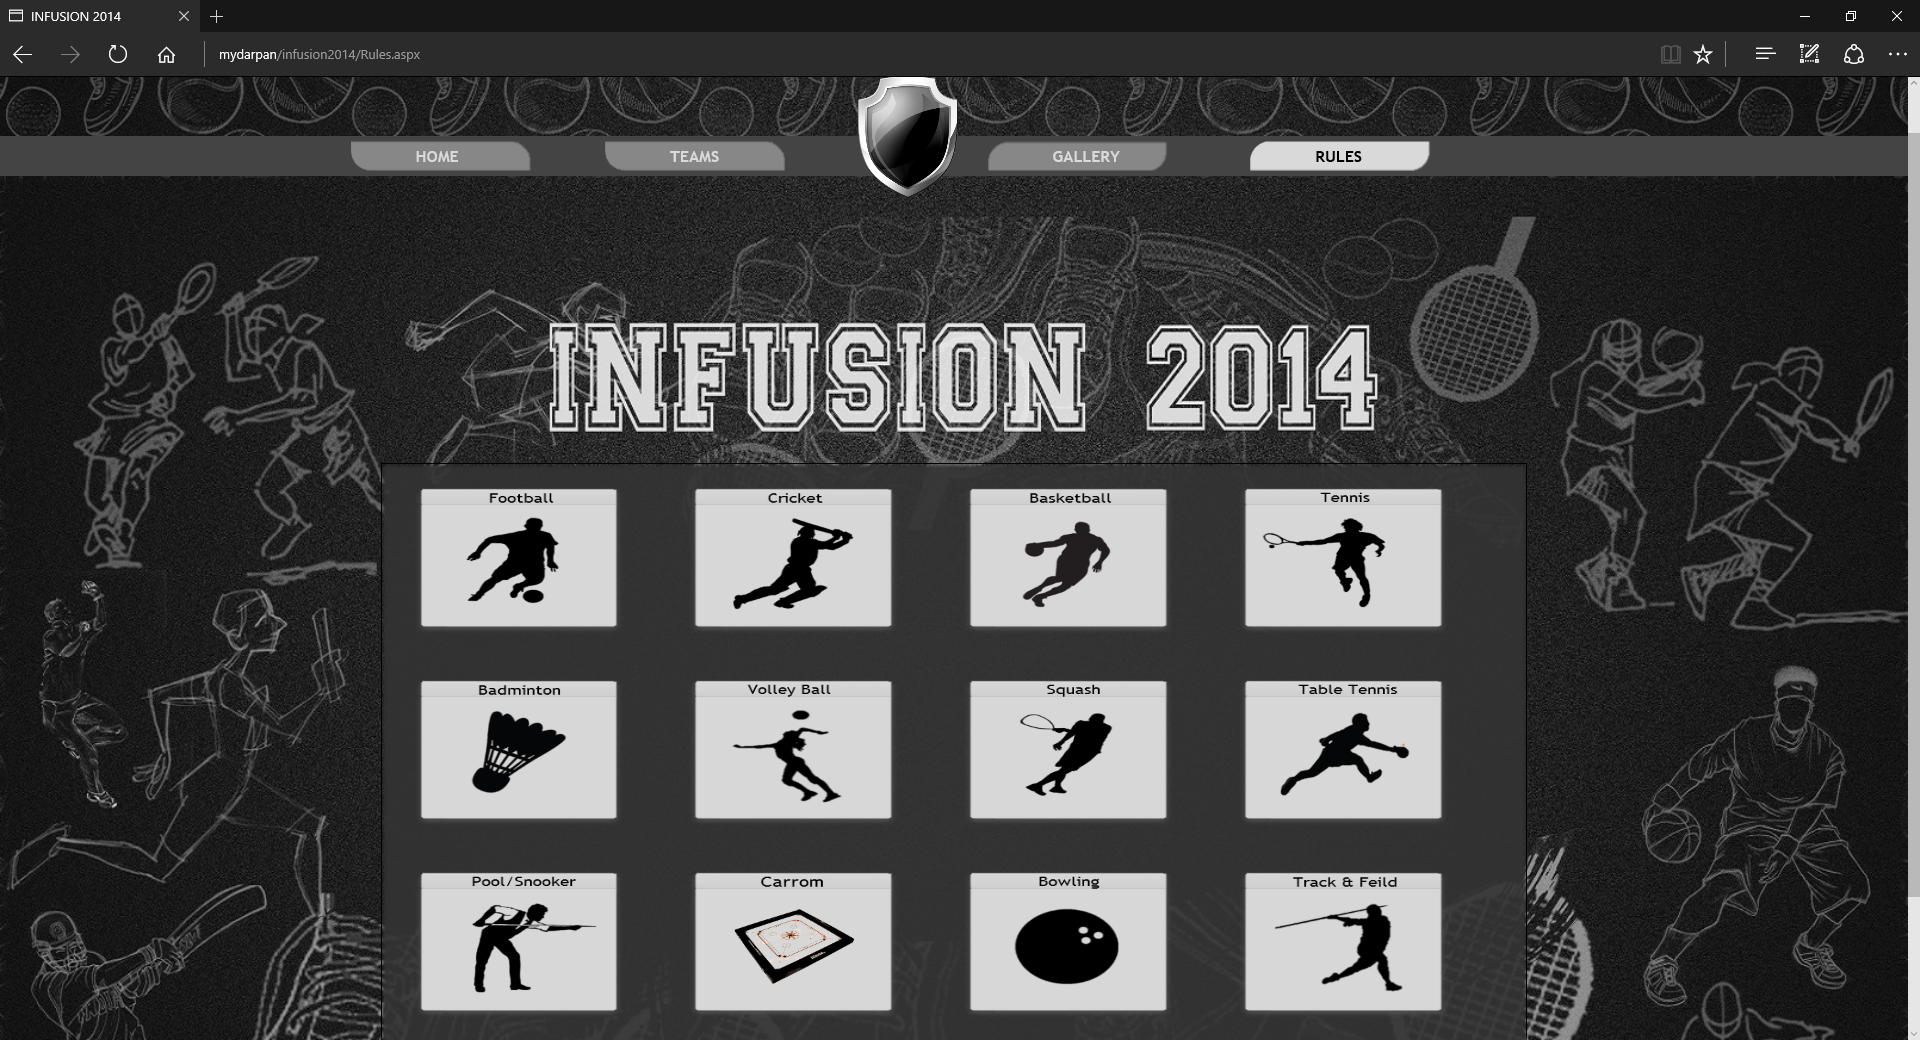 INFUSION 2014
mydarpan/infusion2014/Rules.aspx
HOME TEAMS GALLERY RULES
INFUSION 2014
Football Cricket Basketball Tennis
Badminton Volley Ball Squash Table Tennis
Pool/Snooker Carrom Bowling Track & Feild